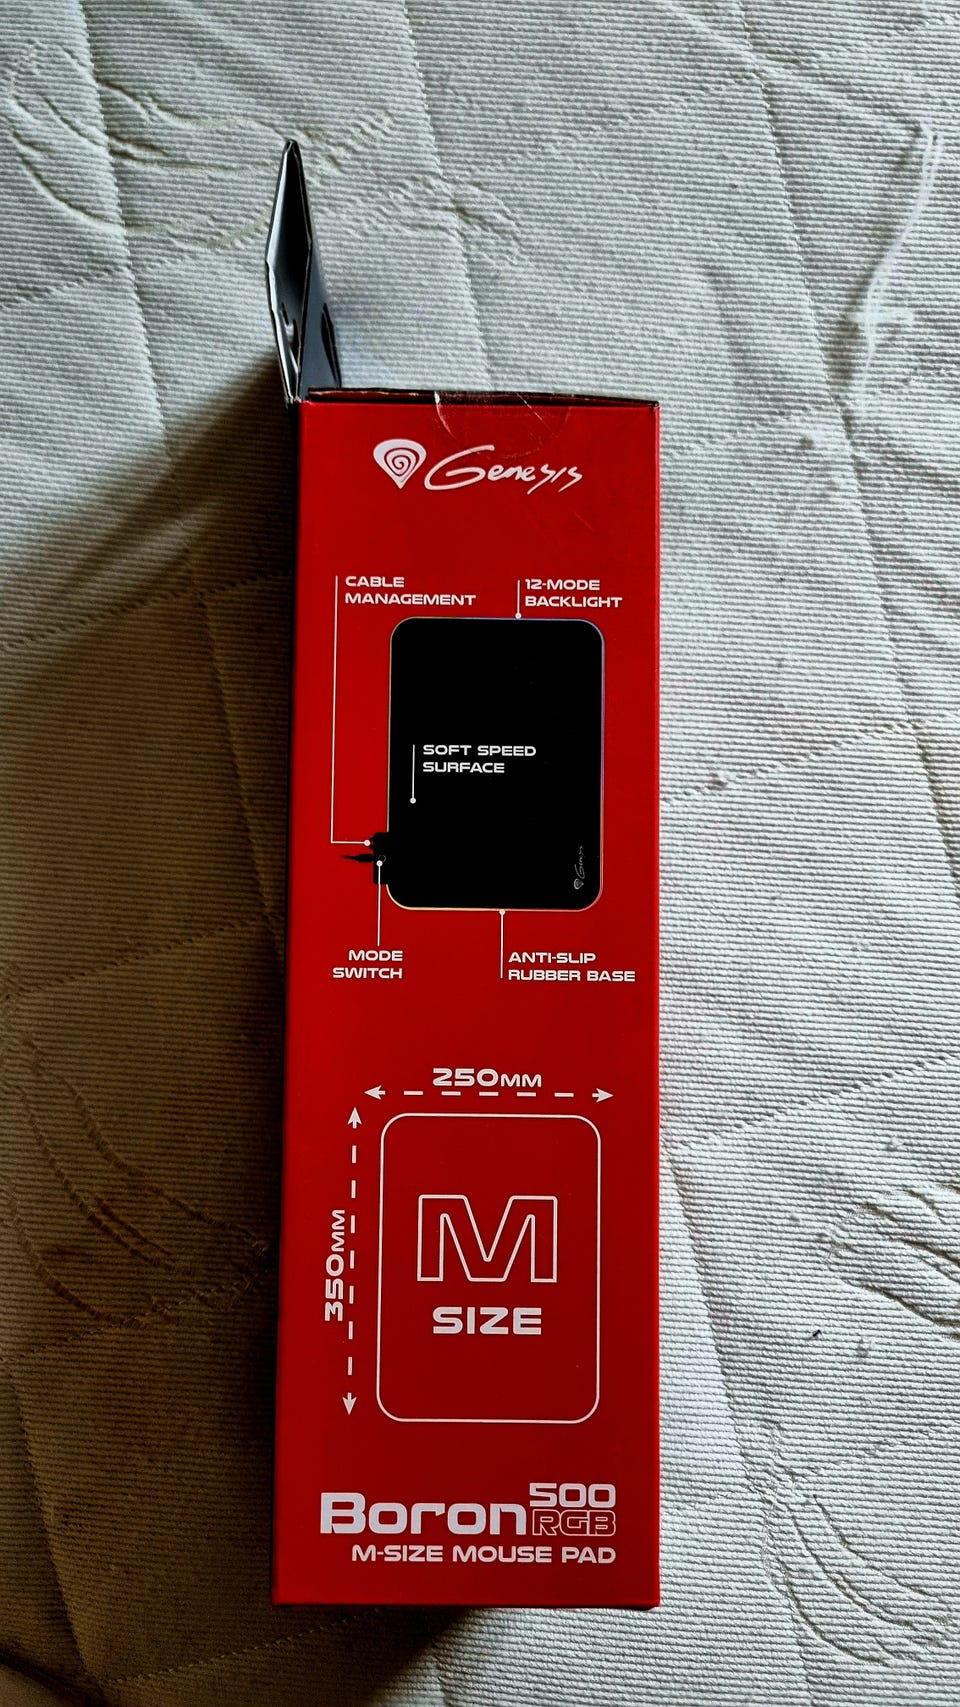 Genesis
CABLE
MANAGEMENT
12-MODE
BACKLIGHT
SOFT SPEED
SURFACE
Genesis
MODE
SWITCH
ANTI-SLIP
RUBBER BASE
250MM
350MM
M
SIZE
Boron 500
RGB
M-SIZE MOUSE PAD